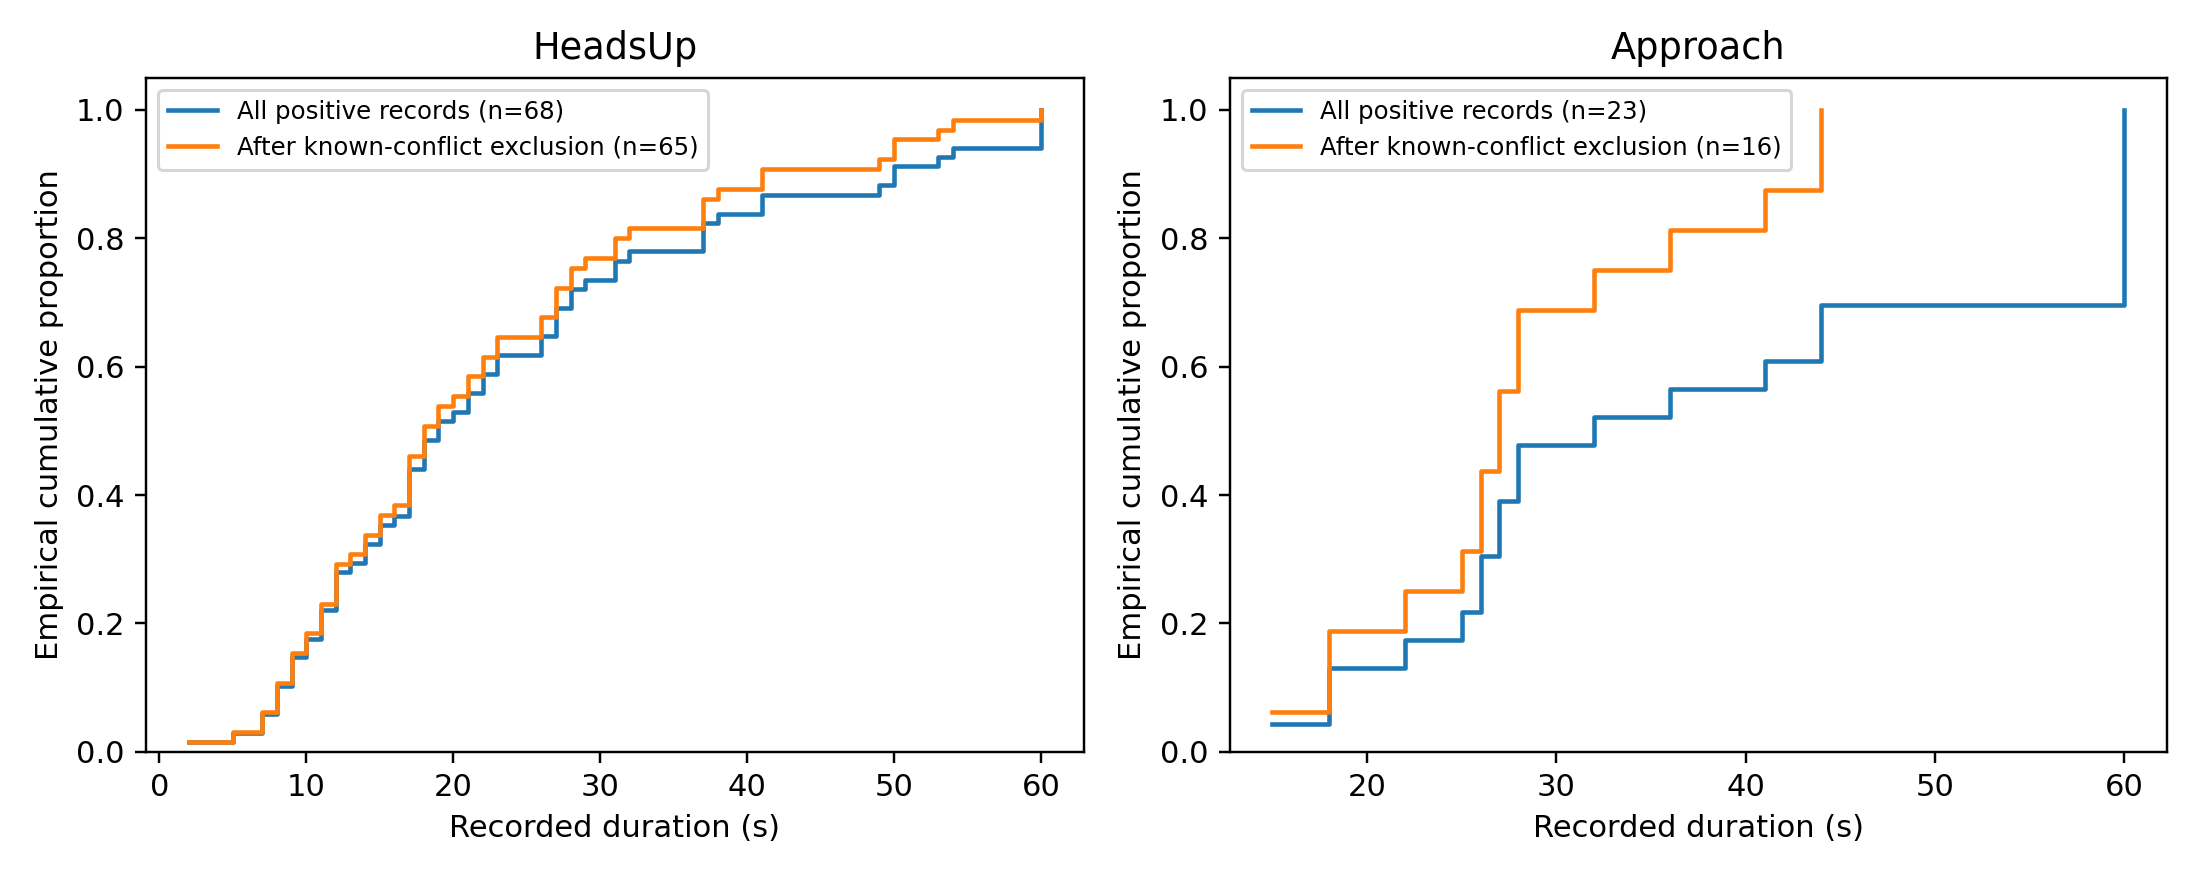 HeadsUp
All positive records (n=68)
After known-conflict exclusion (n=65)
Empirical cumulative proportion
1.0
0.8
0.6
0.4
0.2
0.0
0 10 20 30 40 50 60
Recorded duration (s)
Approach
All positive records (n=23)
After known-conflict exclusion (n=16)
Empirical cumulative proportion
1.0
0.8
0.6
0.4
0.2
0.0
20 30 40 50 60
Recorded duration (s)